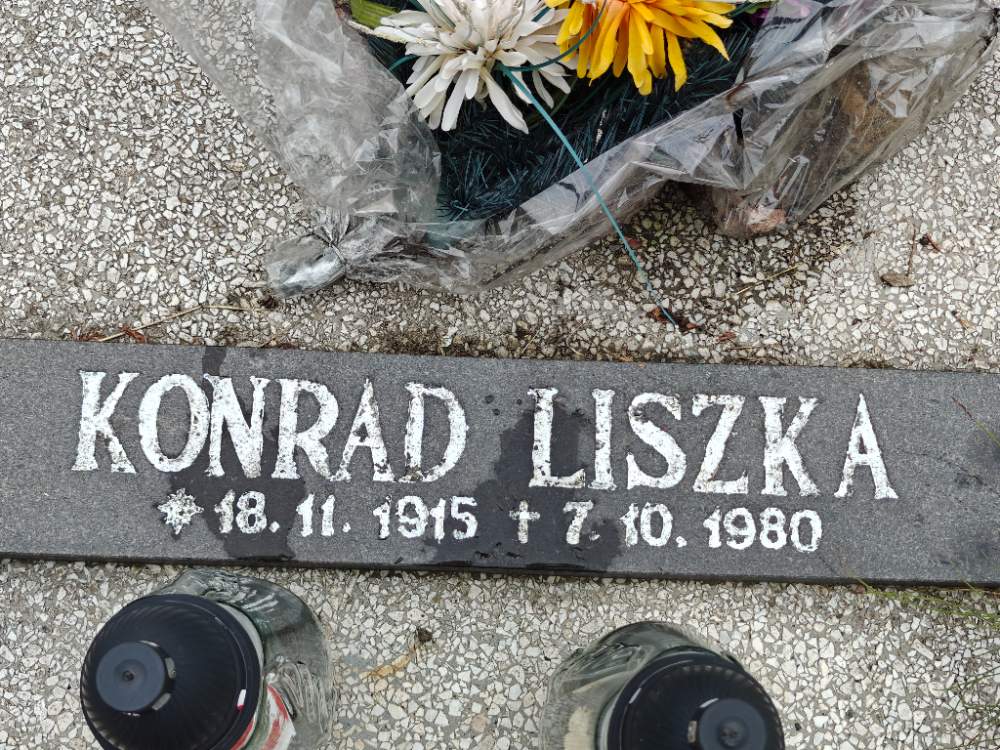 KONRAD LISZKA
* 18. 11. 1915 † 7. 10. 1980